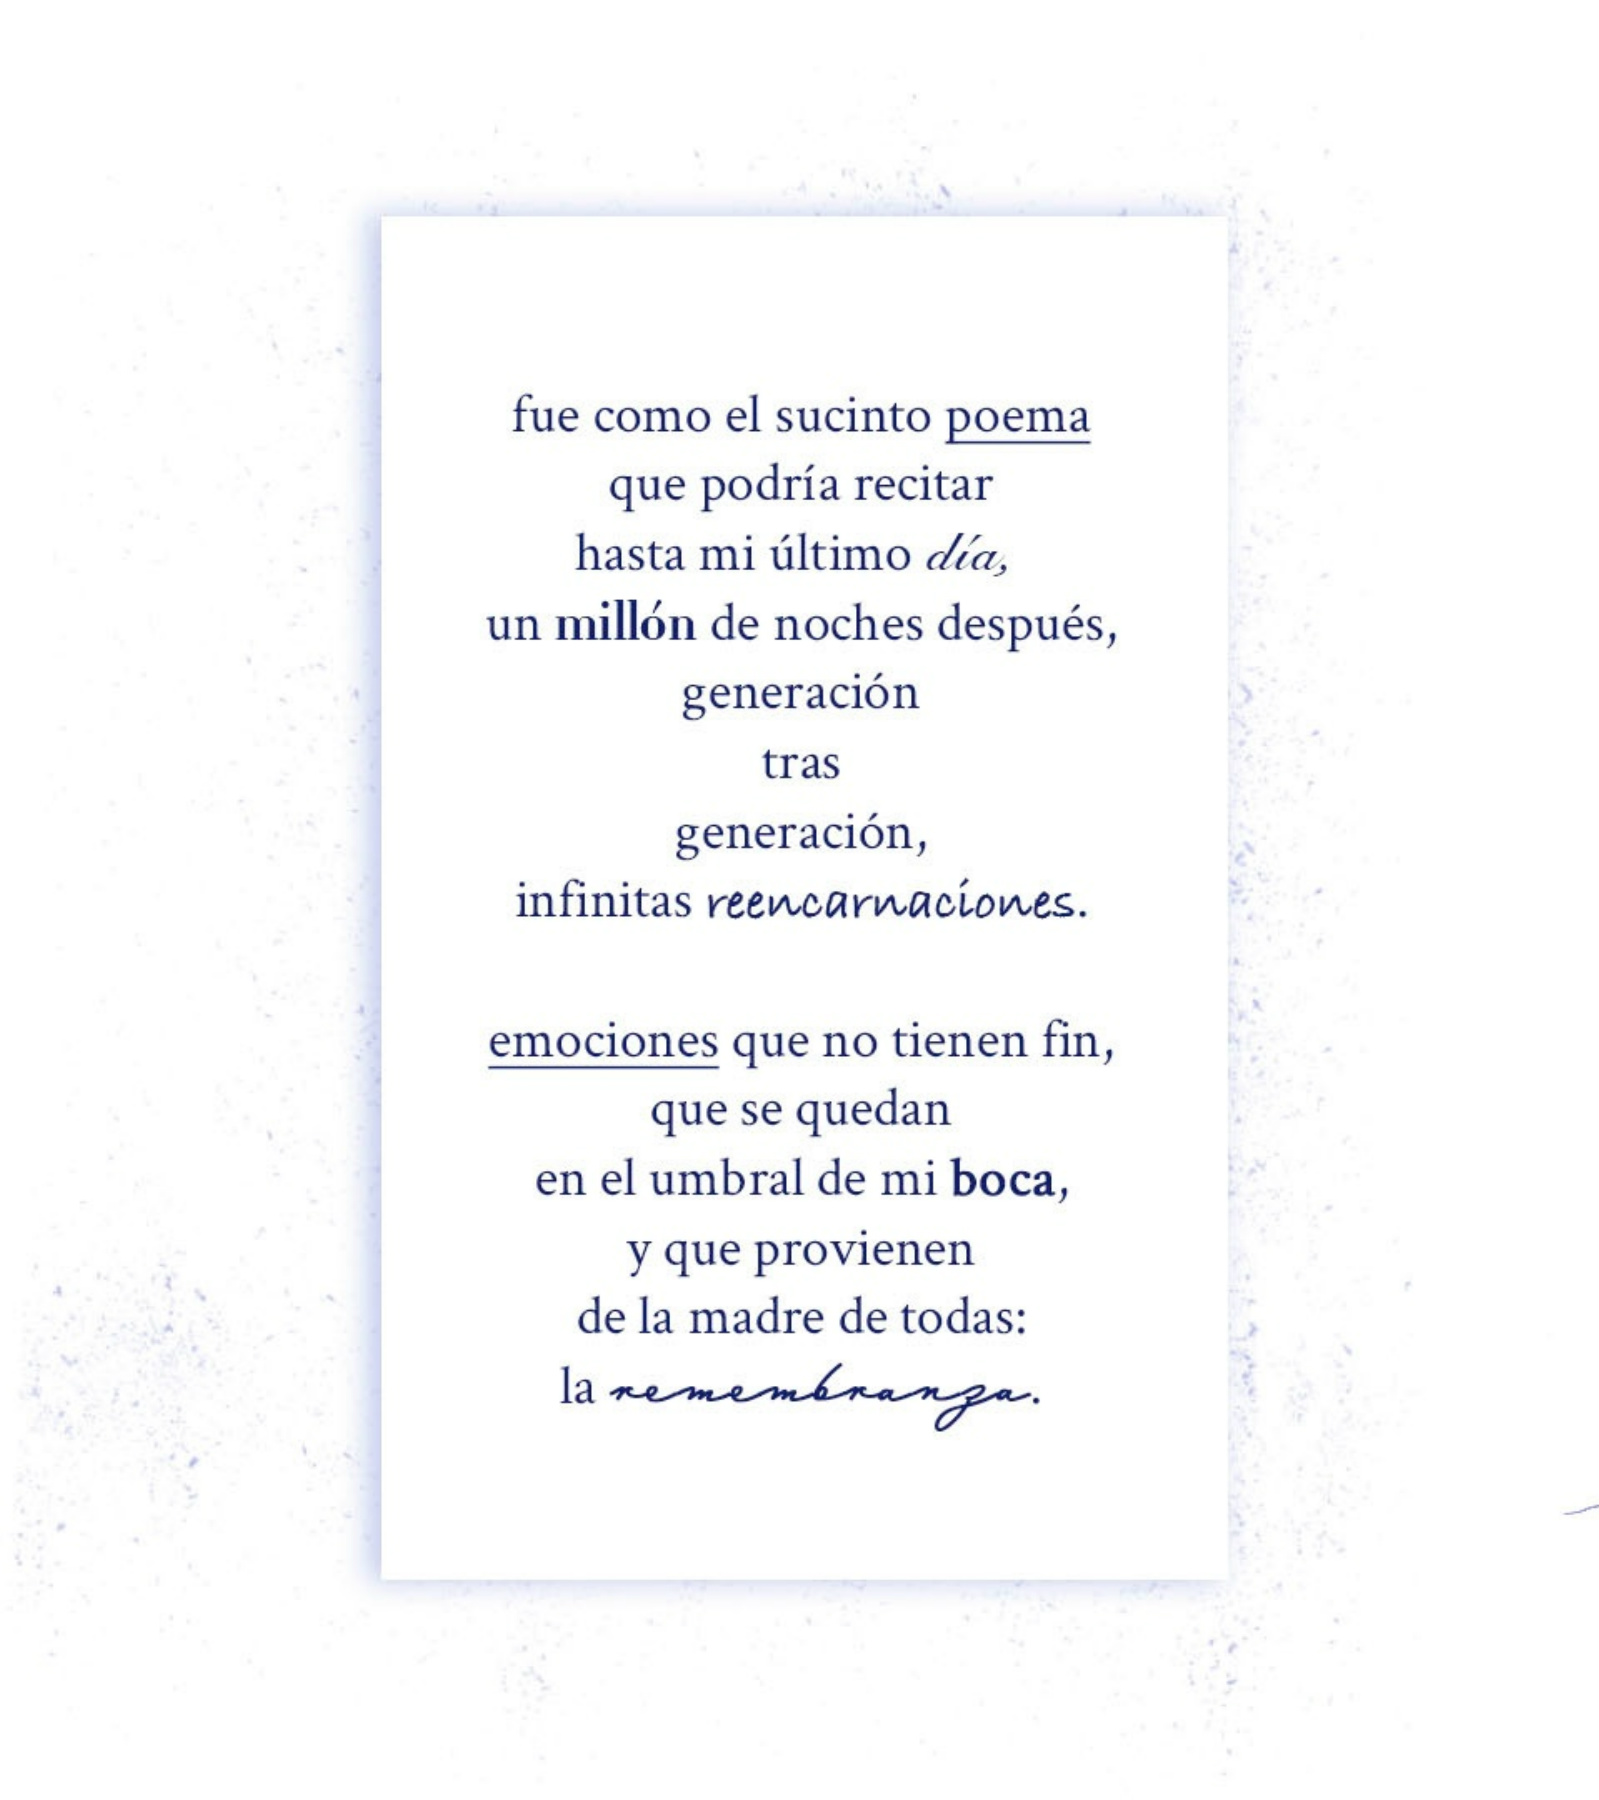 fue como el sucinto poema
que podría recitar
hasta mi último día,
un millón de noches después,
generación
tras
generación,
infinitas reencarnaciones.
emociones que no tienen fin,
que se quedan
en el umbral de mi boca,
y que provienen
de la madre de todas:
la remembranza.